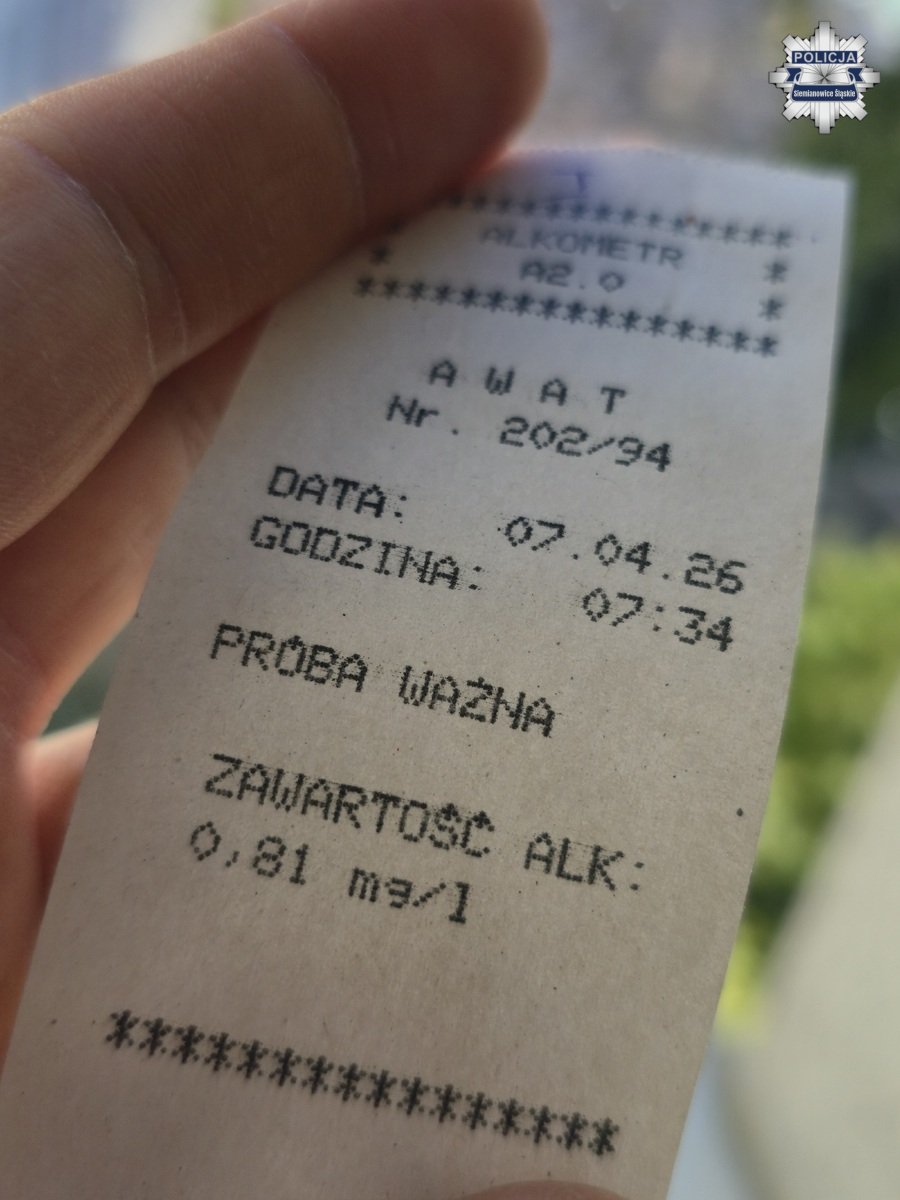 POLICJA
Siemianowice Śląskie
***************
* ALKOMETR *
A2.0 *
****************
A W A T
Nr. 202/94
DATA: 07.04.26
GODZINA: 07:34
PRÓBA WAŻNA
ZAWARTOŚĆ ALK:
0,81 mg/l
****************